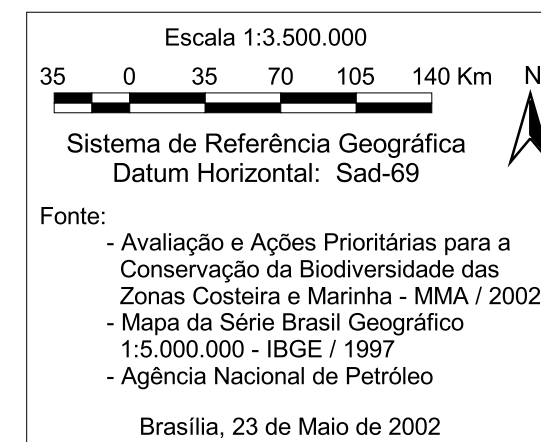 Escala 1:3.500.000
35 0 35 70 105 140 Km N
Sistema de Referência Geográfica
Datum Horizontal: Sad-69
Fonte:
- Avaliação e Ações Prioritárias para a
Conservação da Biodiversidade das
Zonas Costeira e Marinha - MMA / 2002
- Mapa da Série Brasil Geográfico
1:5.000.000 - IBGE / 1997
- Agência Nacional de Petróleo
Brasília, 23 de Maio de 2002